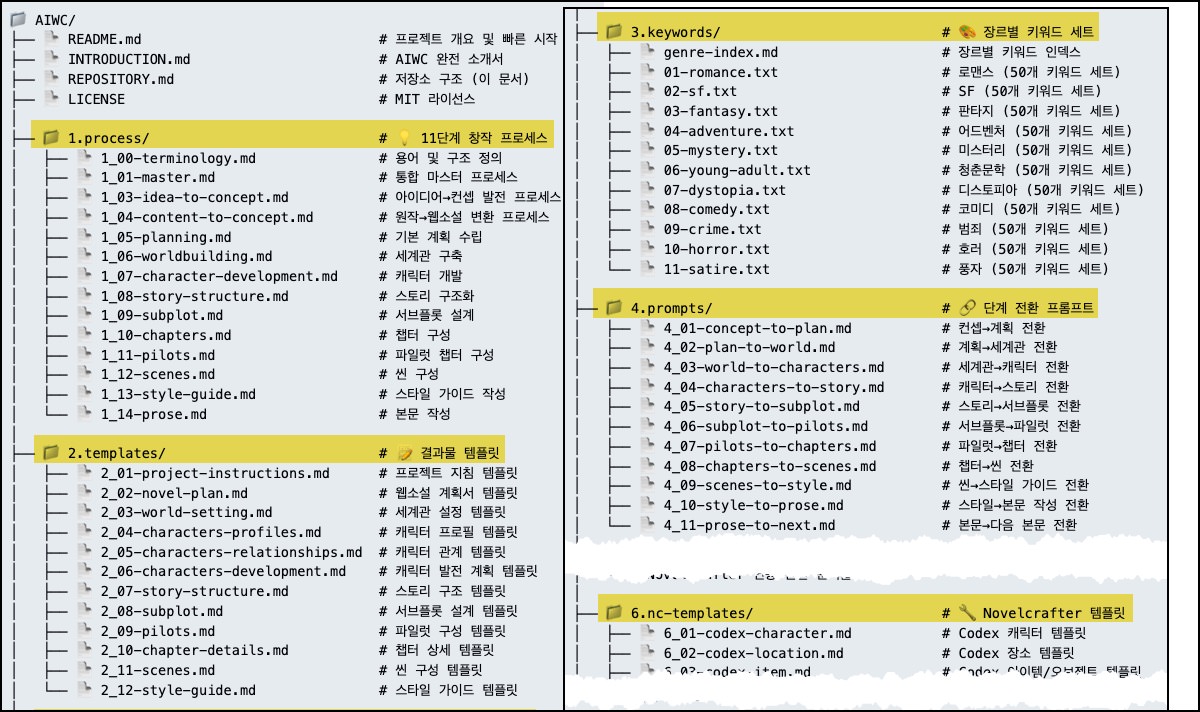 AIWC/
├── README.md # 프로젝트 개요 및 빠른 시작
├── INTRODUCTION.md # AIWC 완전 소개서
├── REPOSITORY.md # 저장소 구조 (이 문서)
├── LICENSE # MIT 라이선스
├── 1.process/ # 💡 11단계 창작 프로세스
│ ├── 1_00-terminology.md # 용어 및 구조 정의
│ ├── 1_01-master.md # 통합 마스터 프로세스
│ ├── 1_03-idea-to-concept.md # 아이디어→컨셉 발전 프로세스
│ ├── 1_04-content-to-concept.md # 원작→웹소설 변환 프로세스
│ ├── 1_05-planning.md # 기본 계획 수립
│ ├── 1_06-worldbuilding.md # 세계관 구축
│ ├── 1_07-character-development.md # 캐릭터 개발
│ ├── 1_08-story-structure.md # 스토리 구조화
│ ├── 1_09-subplot.md # 서브플롯 설계
│ ├── 1_10-chapters.md # 챕터 구성
│ ├── 1_11-pilots.md # 파일럿 챕터 구성
│ ├── 1_12-scenes.md # 씬 구성
│ ├── 1_13-style-guide.md # 스타일 가이드 작성
│ └── 1_14-prose.md # 본문 작성
├── 2.templates/ # 📝 결과물 템플릿
│ ├── 2_01-project-instructions.md # 프로젝트 지침 템플릿
│ ├── 2_02-novel-plan.md # 웹소설 계획서 템플릿
│ ├── 2_03-world-setting.md # 세계관 설정 템플릿
│ ├── 2_04-characters-profiles.md # 캐릭터 프로필 템플릿
│ ├── 2_05-characters-relationships.md # 캐릭터 관계 템플릿
│ ├── 2_06-characters-development.md # 캐릭터 발전 계획 템플릿
│ ├── 2_07-story-structure.md # 스토리 구조 템플릿
│ ├── 2_08-subplot.md # 서브플롯 설계 템플릿
│ ├── 2_09-pilots.md # 파일럿 구성 템플릿
│ ├── 2_10-chapter-details.md # 챕터 상세 템플릿
│ ├── 2_11-scenes.md # 씬 구성 템플릿
│ └── 2_12-style-guide.md # 스타일 가이드 템플릿
├── 3.keywords/ # 🎨 장르별 키워드 세트
│ ├── genre-index.md # 장르별 키워드 인덱스
│ ├── 01-romance.txt # 로맨스 (50개 키워드 세트)
│ ├── 02-sf.txt # SF (50개 키워드 세트)
│ ├── 03-fantasy.txt # 판타지 (50개 키워드 세트)
│ ├── 04-adventure.txt # 어드벤처 (50개 키워드 세트)
│ ├── 05-mystery.txt # 미스터리 (50개 키워드 세트)
│ ├── 06-young-adult.txt # 청춘문학 (50개 키워드 세트)
│ ├── 07-dystopia.txt # 디스토피아 (50개 키워드 세트)
│ ├── 08-comedy.txt # 코미디 (50개 키워드 세트)
│ ├── 09-crime.txt # 범죄 (50개 키워드 세트)
│ ├── 10-horror.txt # 호러 (50개 키워드 세트)
│ └── 11-satire.txt # 풍자 (50개 키워드 세트)
├── 4.prompts/ # 🔗 단계 전환 프롬프트
│ ├── 4_01-concept-to-plan.md # 컨셉→계획 전환
│ ├── 4_02-plan-to-world.md # 계획→세계관 전환
│ ├── 4_03-world-to-characters.md # 세계관→캐릭터 전환
│ ├── 4_04-characters-to-story.md # 캐릭터→스토리 전환
│ ├── 4_05-story-to-subplot.md # 스토리→서브플롯 전환
│ ├── 4_06-subplot-to-pilots.md # 서브플롯→파일럿 전환
│ ├── 4_07-pilots-to-chapters.md # 파일럿→챕터 전환
│ ├── 4_08-chapters-to-scenes.md # 챕터→씬 전환
│ ├── 4_09-scenes-to-style.md # 씬→스타일 가이드 전환
│ ├── 4_10-style-to-prose.md # 스타일→본문 작성 전환
│ └── 4_11-prose-to-next.md # 본문→다음 본문 전환
├── 6.nc-templates/ # 🔧 Novelcrafter 템플릿
│ ├── 6_01-codex-character.md # Codex 캐릭터 템플릿
│ ├── 6_02-codex-location.md # Codex 장소 템플릿
│ ├── 6_03-codex-item.md # Codex 아이템/오브젝트 템플릿